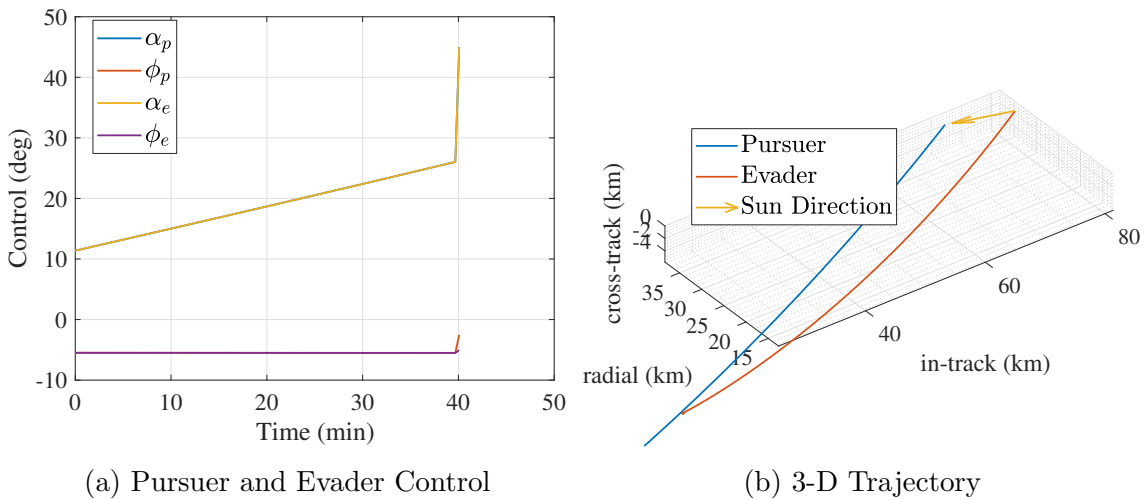 α_p
ϕ_p
α_e
ϕ_e
Control (deg)
50
40
30
20
10
0
-10
0 10 20 30 40 50
Time (min)
(a) Pursuer and Evader Control
Pursuer
Evader
Sun Direction
cross-track (km)
0
-2
-4
radial (km)
35
30
25
20
15
in-track (km)
40
60
80
(b) 3-D Trajectory